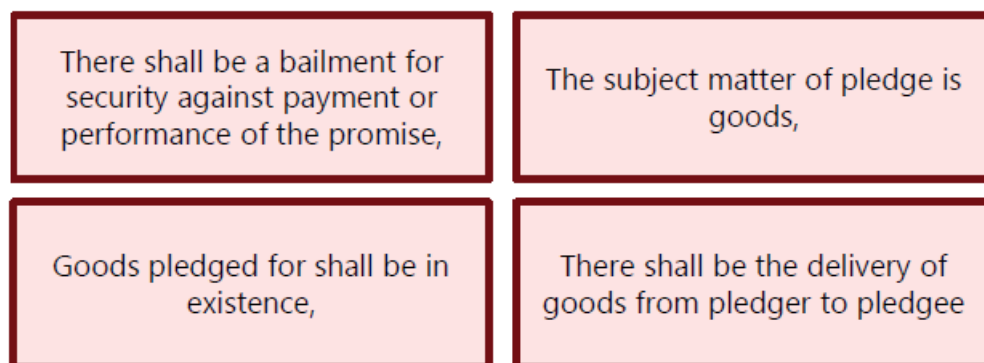 There shall be a bailment for
security against payment or
performance of the promise,
The subject matter of pledge is
goods,
Goods pledged for shall be in
existence,
There shall be the delivery of
goods from pledger to pledgee